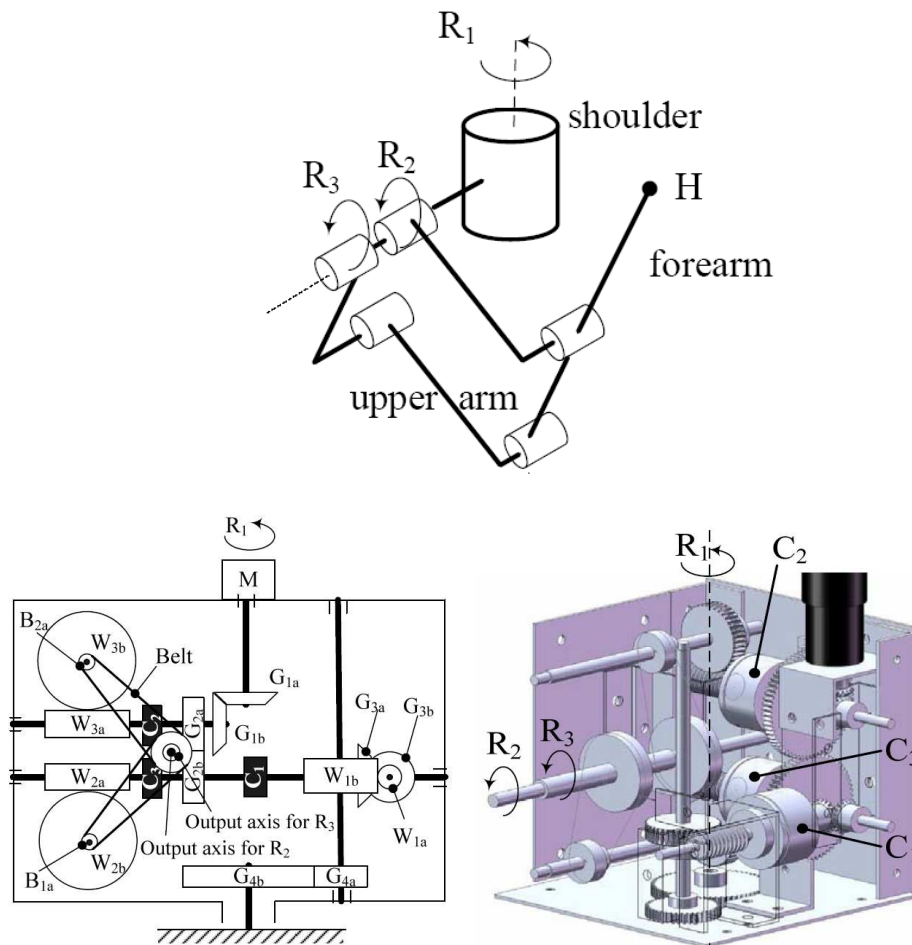 R1
shoulder
R2
R3
H
forearm
upper arm
R1
M
B2a
W3b
Belt
G1a
G2a
G1b
G3a
G3b
W3a
C2
W2a
C3
G2b
C1
W1b
W1a
Output axis for R3
Output axis for R2
W2b
B1a
G4b
G4a
R1
C2
R2
R3
C
C